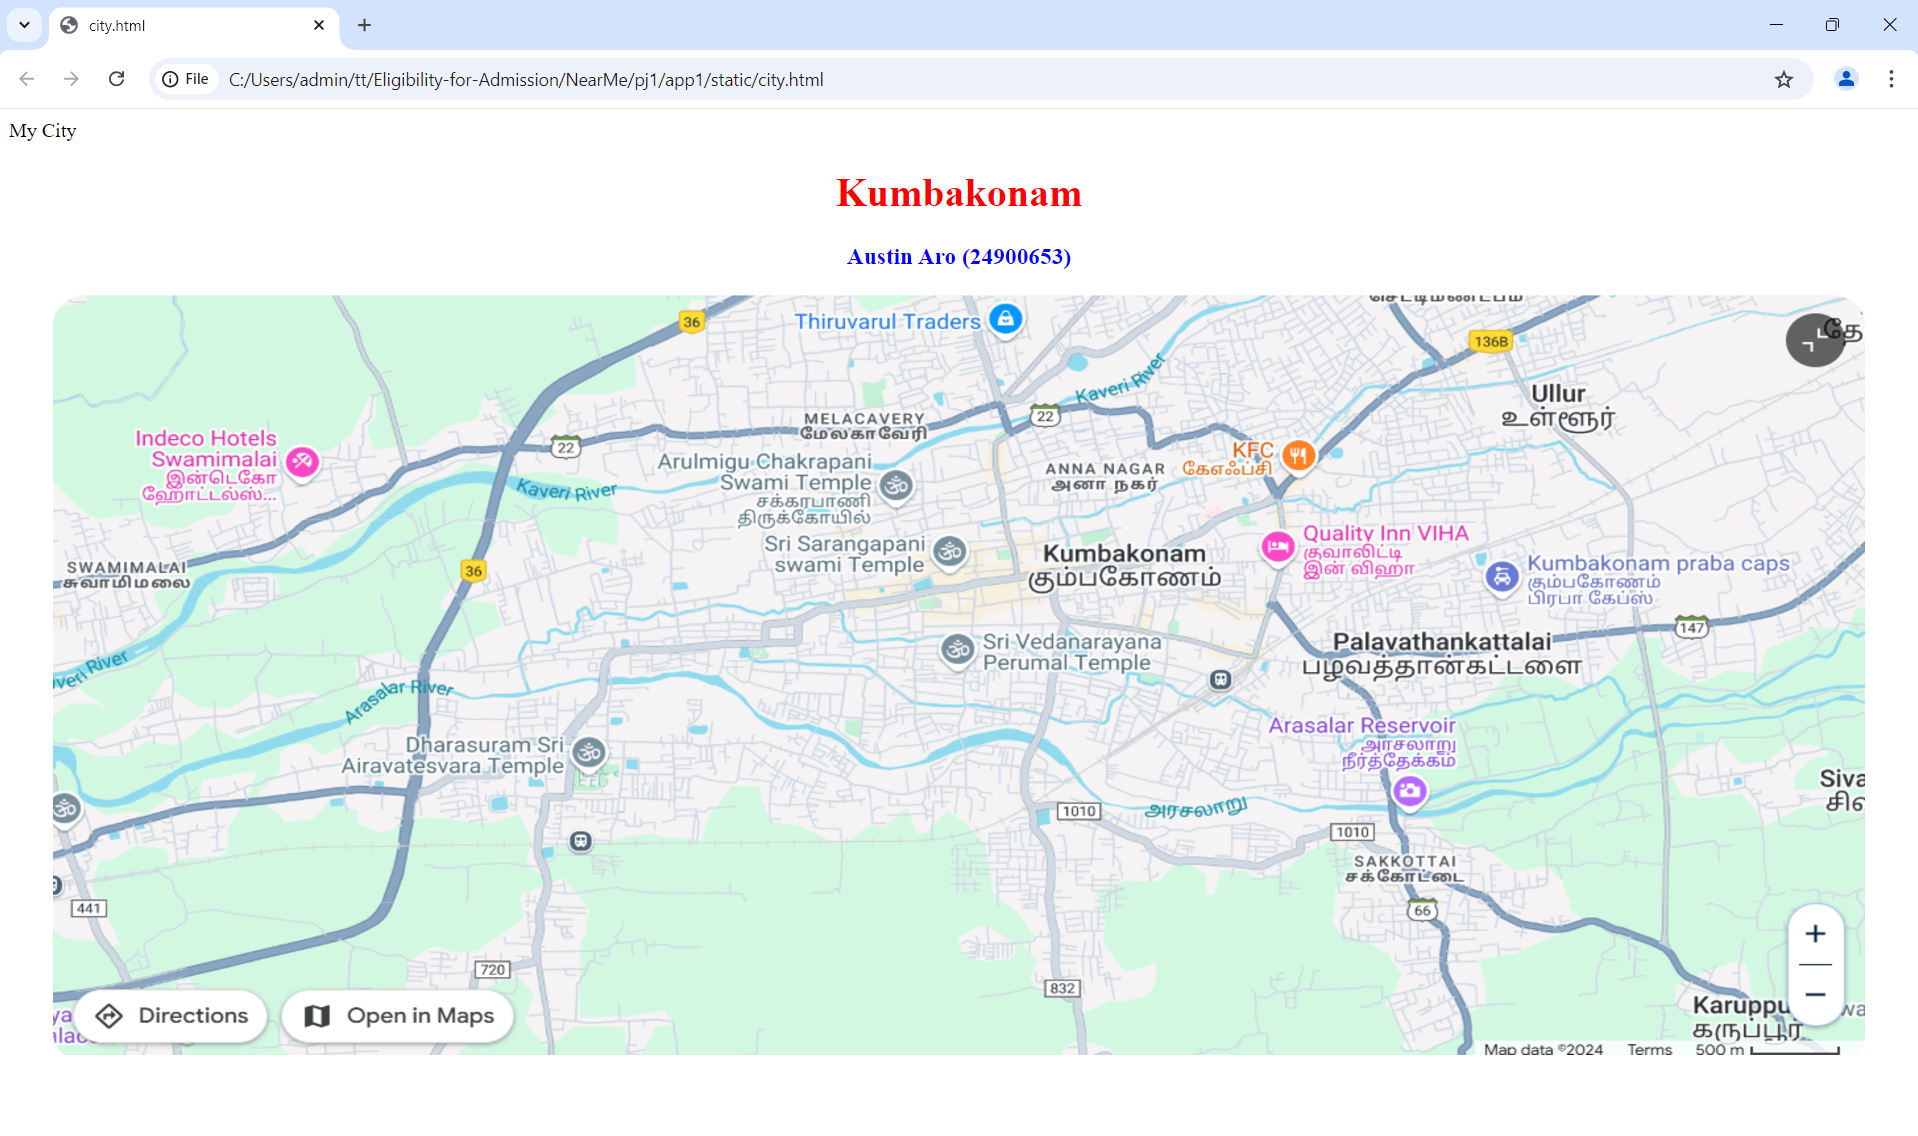 city.html
File
C:/Users/admin/tt/Eligibility-for-Admission/NearMe/pj1/app1/static/city.html
My City
Kumbakonam
Austin Aro (24900653)
36
Thiruvarul Traders
136B
Kaveri River
Ullur
உள்ளூர்
22
MELACAVERY
மேலகாவேரி
Indeco Hotels
Swamimalai
இன்டெகோ
ஹோட்டல்ஸ்...
22
KFC
கேஎஃப்சி
Arulmigu Chakrapani
Swami Temple
சக்கரபாணி
திருக்கோயில்
ANNA NAGAR
அனா நகர்
Kaveri River
Sri Sarangapani
swami Temple
Kumbakonam
கும்பகோணம்
Quality Inn VIHA
குவாலிட்டி
இன் விஹா
Kumbakonam praba caps
கும்பகோணம்
பிரபா கேப்ஸ்
SWAMIMALAI
சுவாமிமலை
36
147
Sri Vedanarayana
Perumal Temple
Palavathankattalai
பழவத்தான்கட்டளை
veri River
Arasalar River
Arasalar Reservoir
அரசலாறு
நீர்த்தேக்கம்
Dharasuram Sri
Airavatesvara Temple
Siva
சிவ
1010
அரசலாறு
1010
SAKKOTTAI
சக்கோட்டை
441
66
720
832
Karuppu
கருப்பூர்
Directions
Open in Maps
Map data ©2024
Terms
500 m